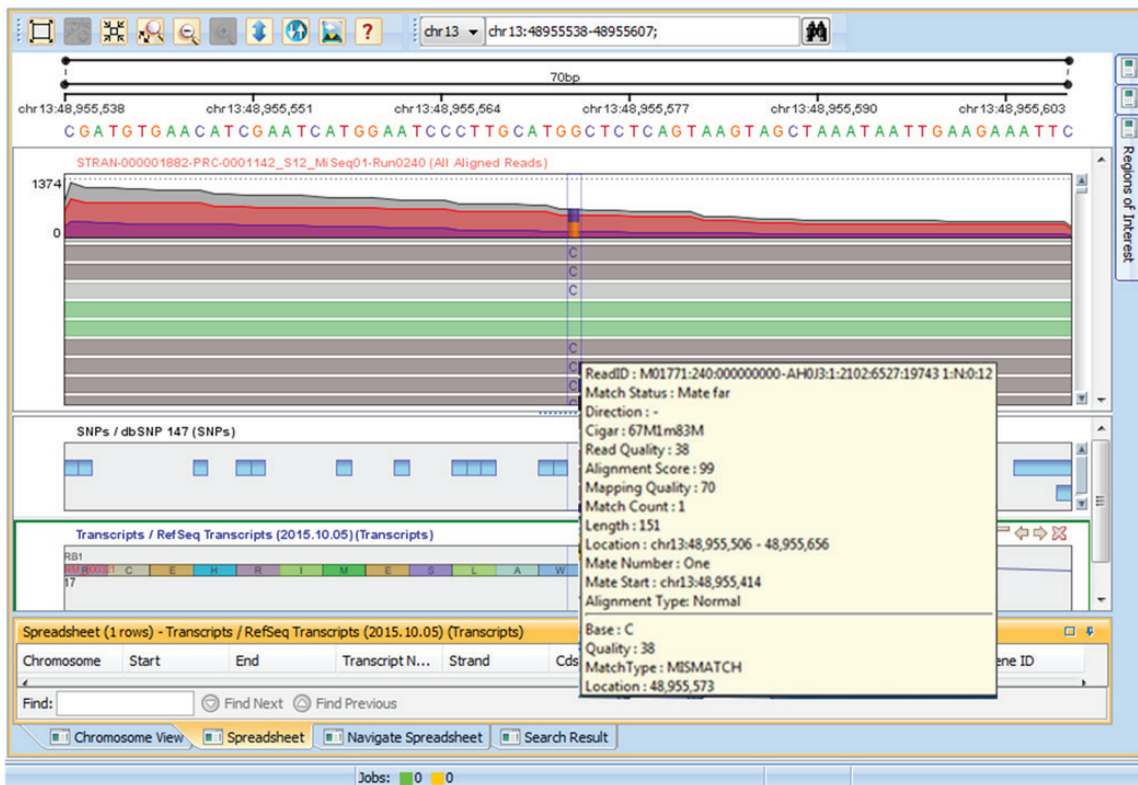 chr13 chr13:48955538-48955607;
70bp
chr13:48,955,538 chr13:48,955,551 chr13:48,955,564 chr13:48,955,577 chr13:48,955,590 chr13:48,955,603
CGATGTGAACATCGAATCATGGAATCCCTTGCATGGCTCTCAGTAAGTAGCTAAATAATTGAAGAAATTC
STRAN-000001882-PRC-0001142_S12_MiSeq01-Run0240 (All Aligned Reads)
1374
0
C
C
C
C
C
C
C
Regions of Interest
ReadID : M01771:240:000000000-AH0J3:1:2102:6527:19743 1:N:0:12
Match Status : Mate far
Direction : -
Cigar : 67M1m83M
Read Quality : 38
Alignment Score : 99
Mapping Quality : 70
Match Count : 1
Length : 151
Location : chr13:48,955,506 - 48,955,656
Mate Number : One
Mate Start : chr13:48,955,414
Alignment Type: Normal
Base : C
Quality : 38
MatchType : MISMATCH
Location : 48,955,573
SNPs / dbSNP 147 (SNPs)
Transcripts / RefSeq Transcripts (2015.10.05) (Transcripts)
RB1
R C E H R I M E S L A W
17
Spreadsheet (1 rows) - Transcripts / RefSeq Transcripts (2015.10.05) (Transcripts)
Chromosome Start End Transcript N... Strand Cds ene ID
Find: Find Next Find Previous
Chromosome View Spreadsheet Navigate Spreadsheet Search Result
Jobs: 0 0